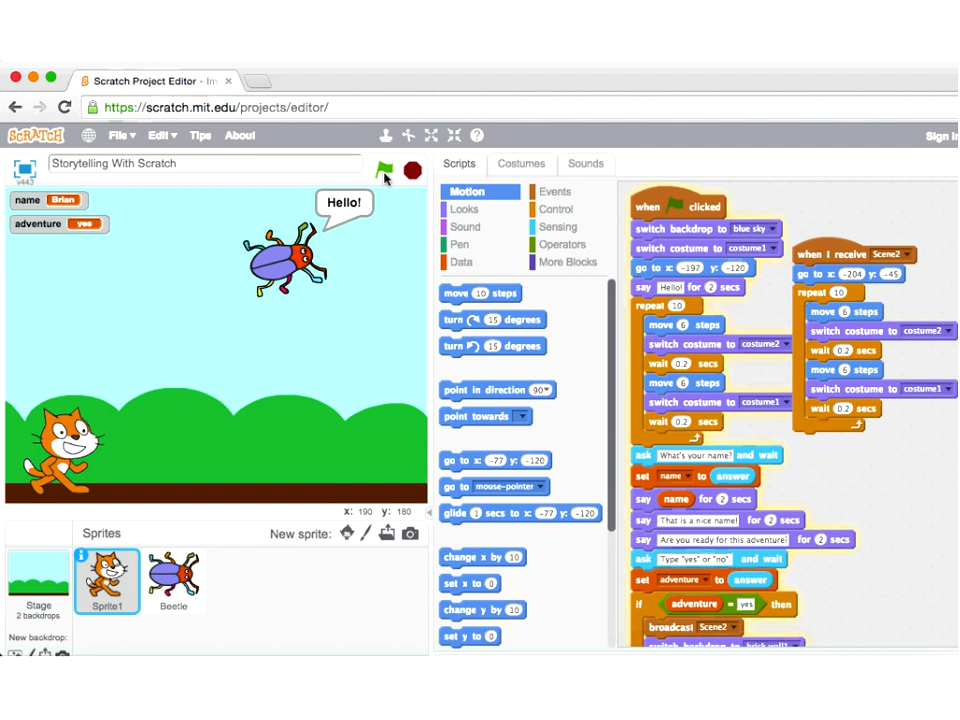 Scratch Project Editor - Im
https://scratch.mit.edu/projects/editor/
SCRATCH File Edit Tips About Sign in
v443 Storytelling With Scratch
name Brian
adventure yes
Hello!
x: 190 y: 180
Sprites New sprite:
Stage
2 backdrops
New backdrop:
Sprite1
Beetle
Scripts Costumes Sounds
Motion Events
Looks Control
Sound Sensing
Pen Operators
Data More Blocks
move 10 steps
turn 15 degrees
turn 15 degrees
point in direction 90
point towards
go to x: -77 y: -120
go to mouse-pointer
glide 1 secs to x: -77 y: -120
change x by 10
set x to 0
change y by 10
set y to 0
when clicked
switch backdrop to blue sky
switch costume to costume1
go to x: -197 y: -120
say Hello! for 2 secs
repeat 10
move 6 steps
switch costume to costume2
wait 0.2 secs
move 6 steps
switch costume to costume1
wait 0.2 secs
ask What's your name? and wait
set name to answer
say name for 2 secs
say That is a nice name! for 2 secs
say Are you ready for this adventure? for 2 secs
ask Type "yes" or "no". and wait
set adventure to answer
if adventure = yes then
broadcast Scene2
switch backdrop to brick wall1
when I receive Scene2
go to x: -204 y: -45
repeat 10
move 6 steps
switch costume to costume2
wait 0.2 secs
move 6 steps
switch costume to costume1
wait 0.2 secs